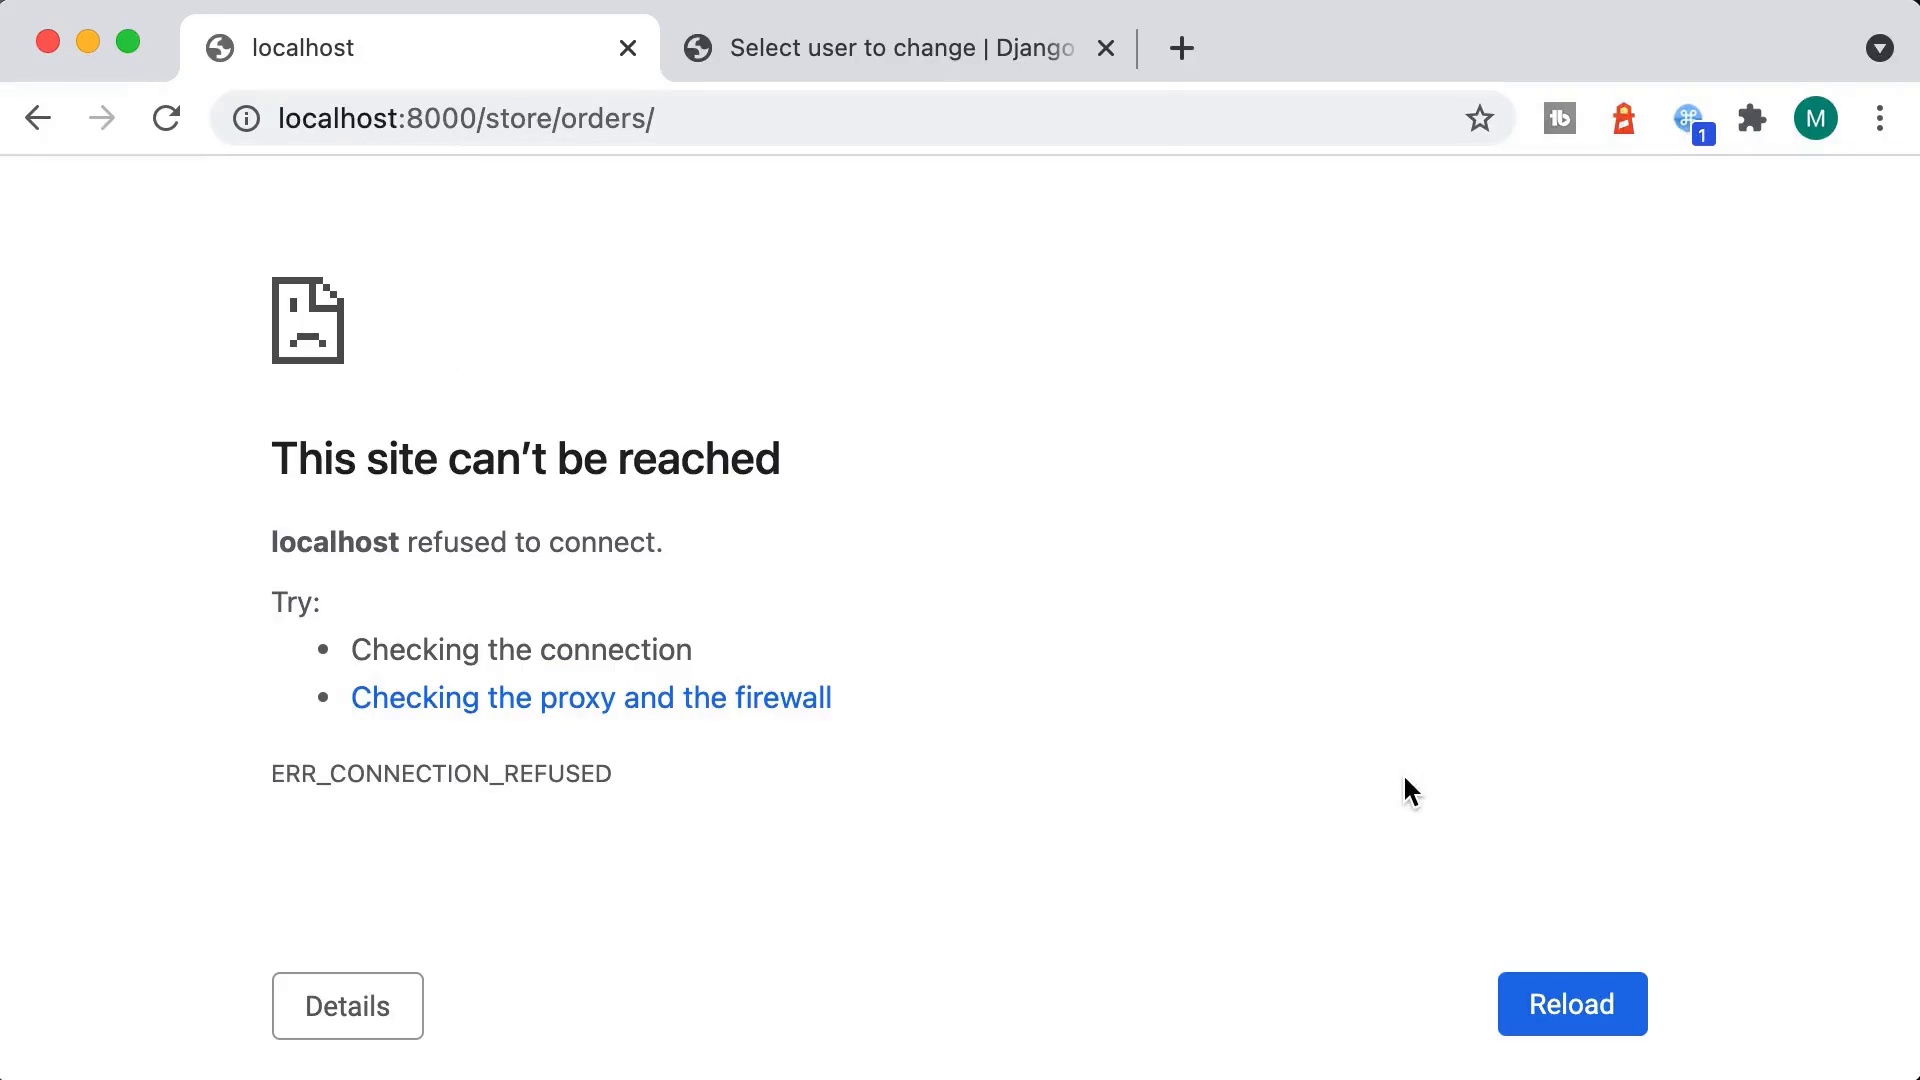 localhost
Select user to change | Django
localhost:8000/store/orders/
1
M
This site can’t be reached
localhost refused to connect.
Try:
Checking the connection
Checking the proxy and the firewall
ERR_CONNECTION_REFUSED
Details
Reload